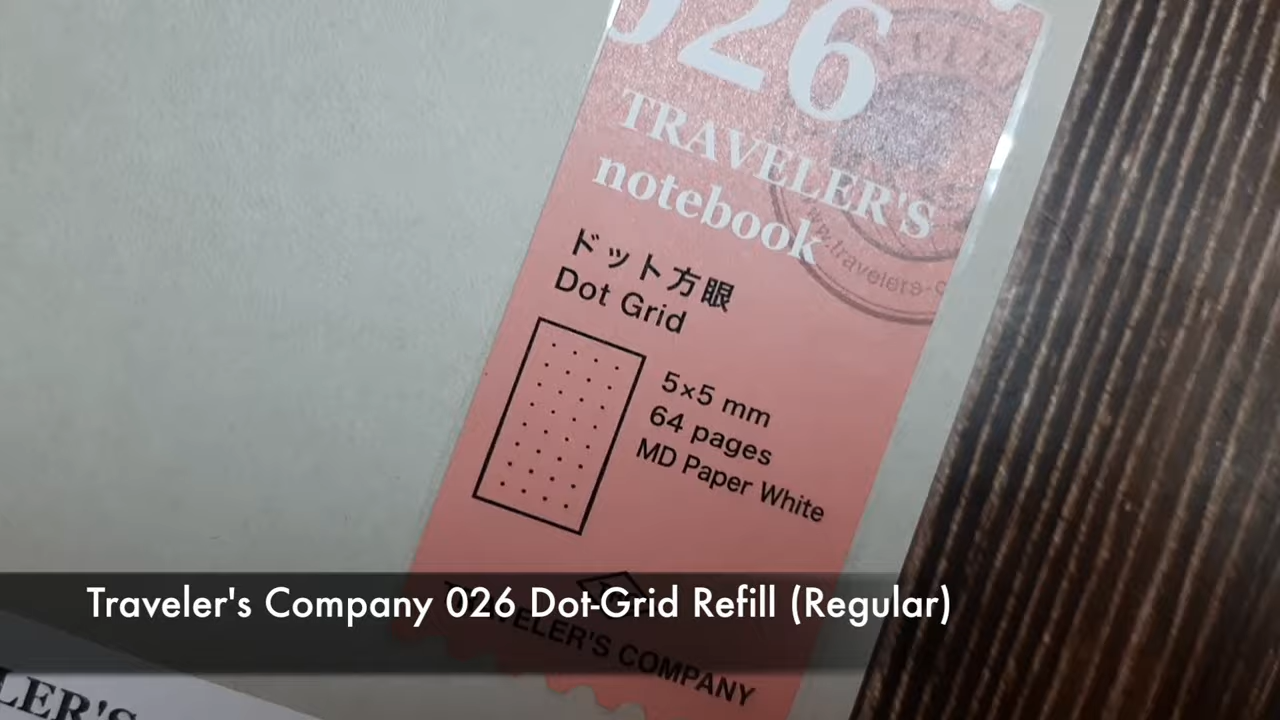 026
TRAVELER'S
notebook
ドット方眼
Dot Grid
5×5 mm
64 pages
MD Paper White
Traveler's Company 026 Dot-Grid Refill (Regular)
TRAVELER'S COMPANY